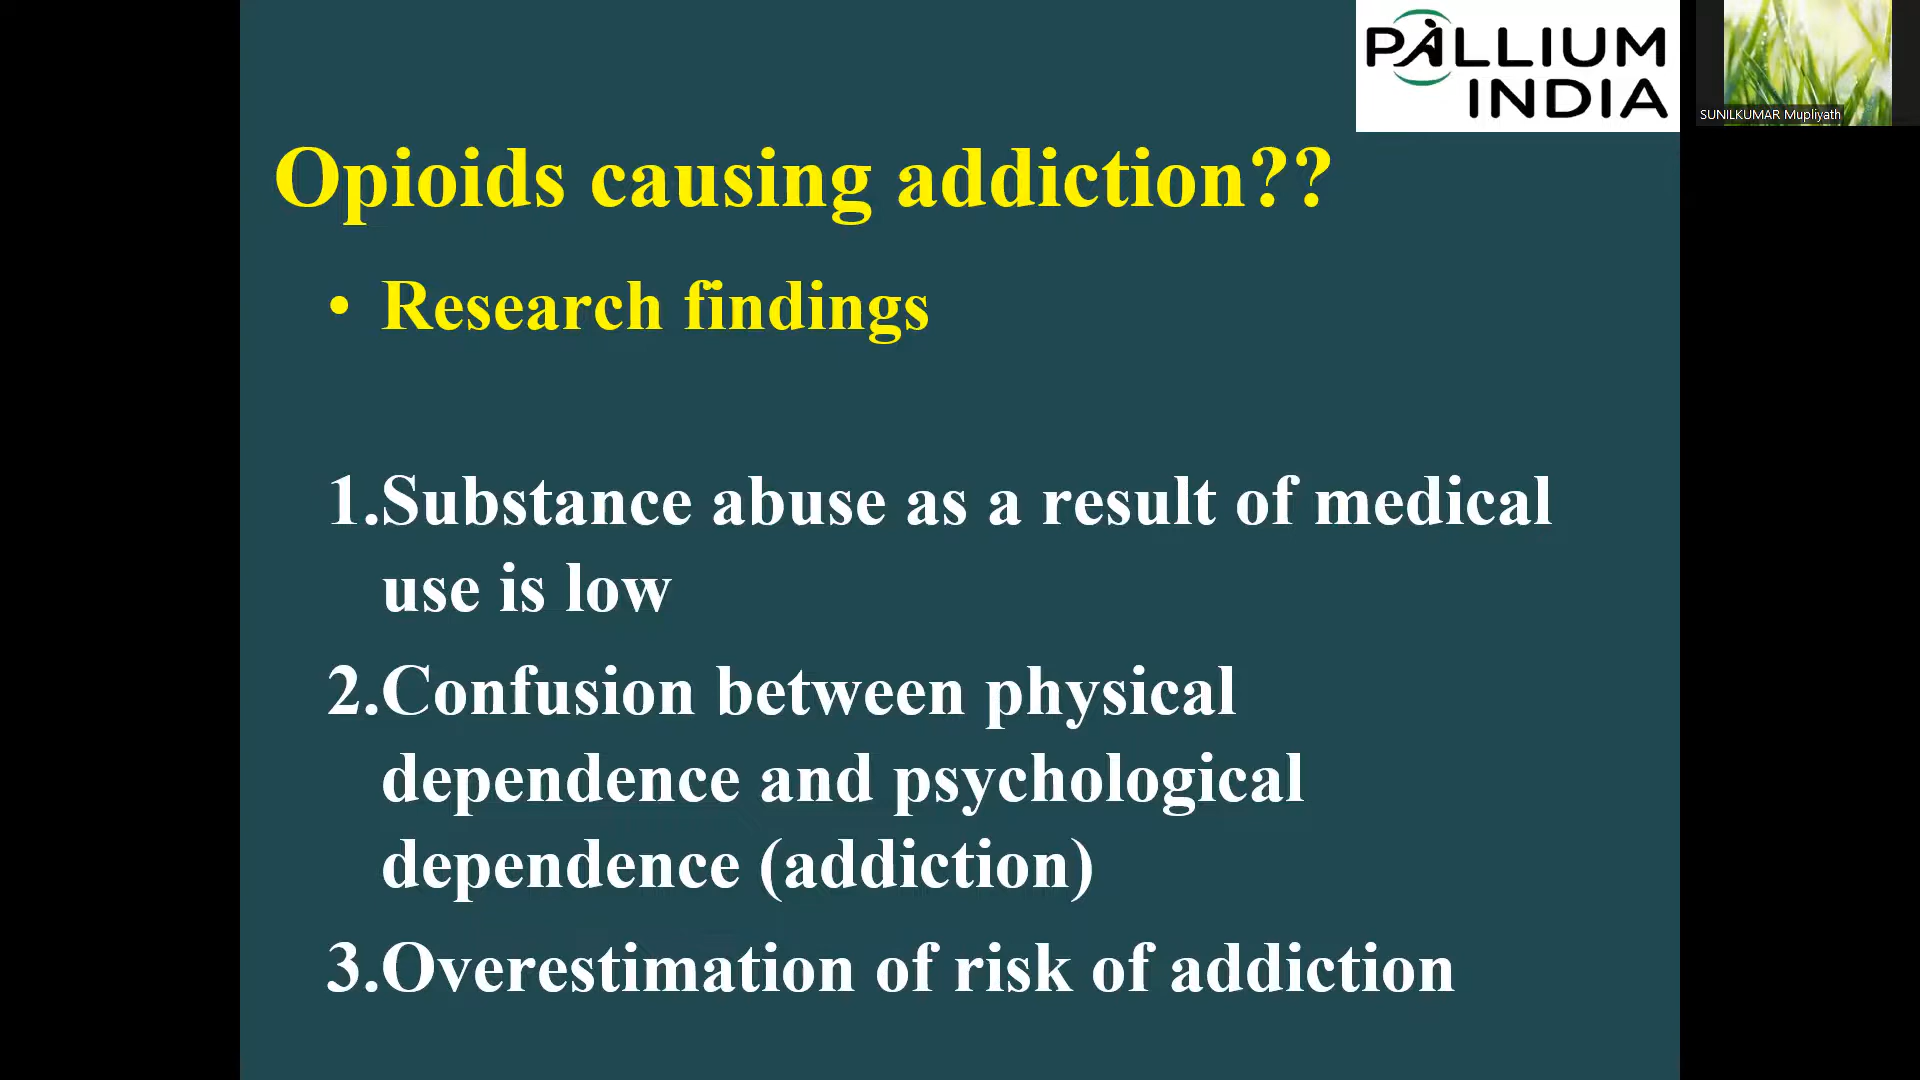 PALLIUM
INDIA
SUNILKUMAR Mupliyath
Opioids causing addiction??
• Research findings
1.Substance abuse as a result of medical
use is low
2.Confusion between physical
dependence and psychological
dependence (addiction)
3.Overestimation of risk of addiction